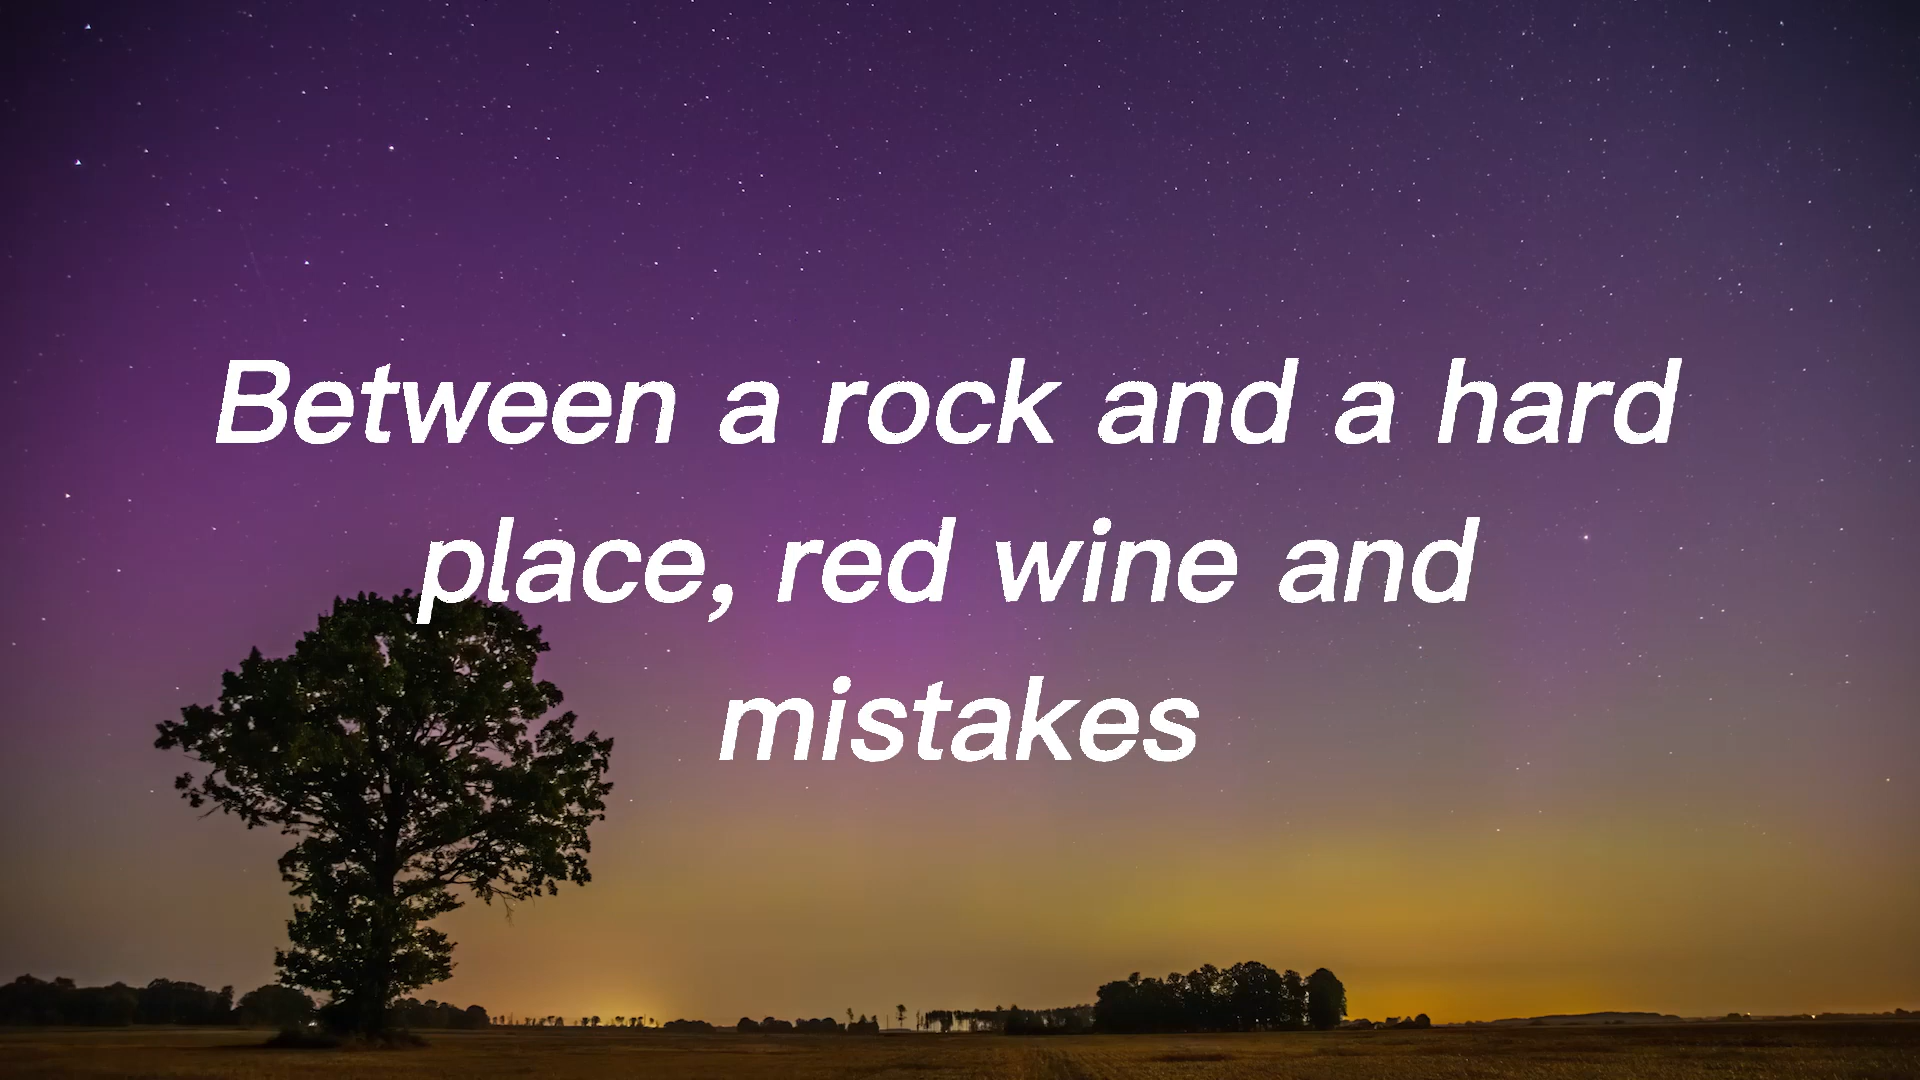 Between a rock and a hard
place, red wine and
mistakes